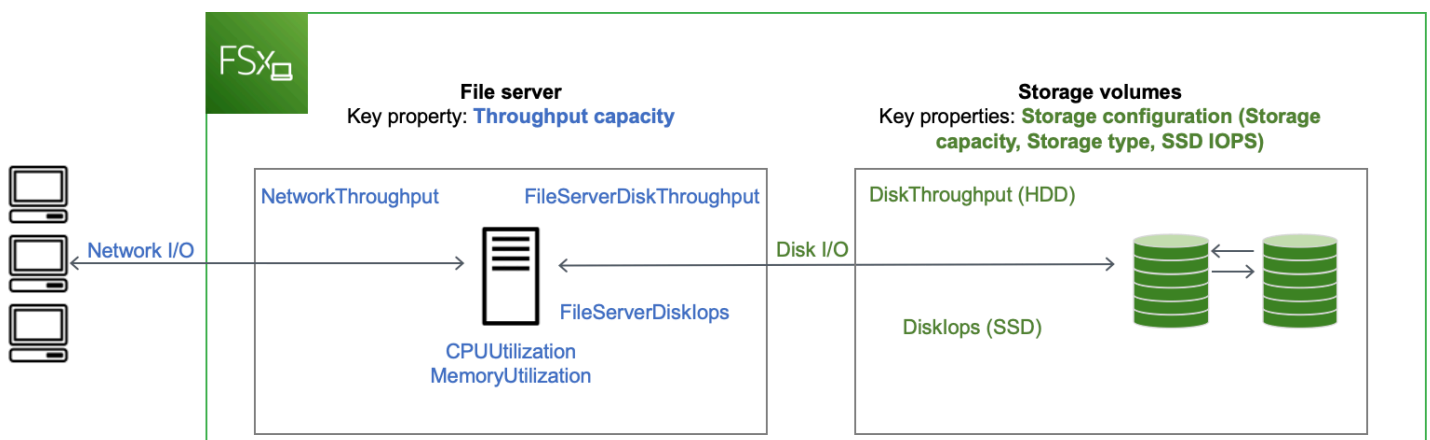 FSx
File server
Key property: Throughput capacity
Storage volumes
Key properties: Storage configuration (Storage
capacity, Storage type, SSD IOPS)
Network I/O
NetworkThroughput
FileServerDiskThroughput
FileServerDiskIops
CPUUtilization
MemoryUtilization
Disk I/O
DiskThroughput (HDD)
DiskIops (SSD)